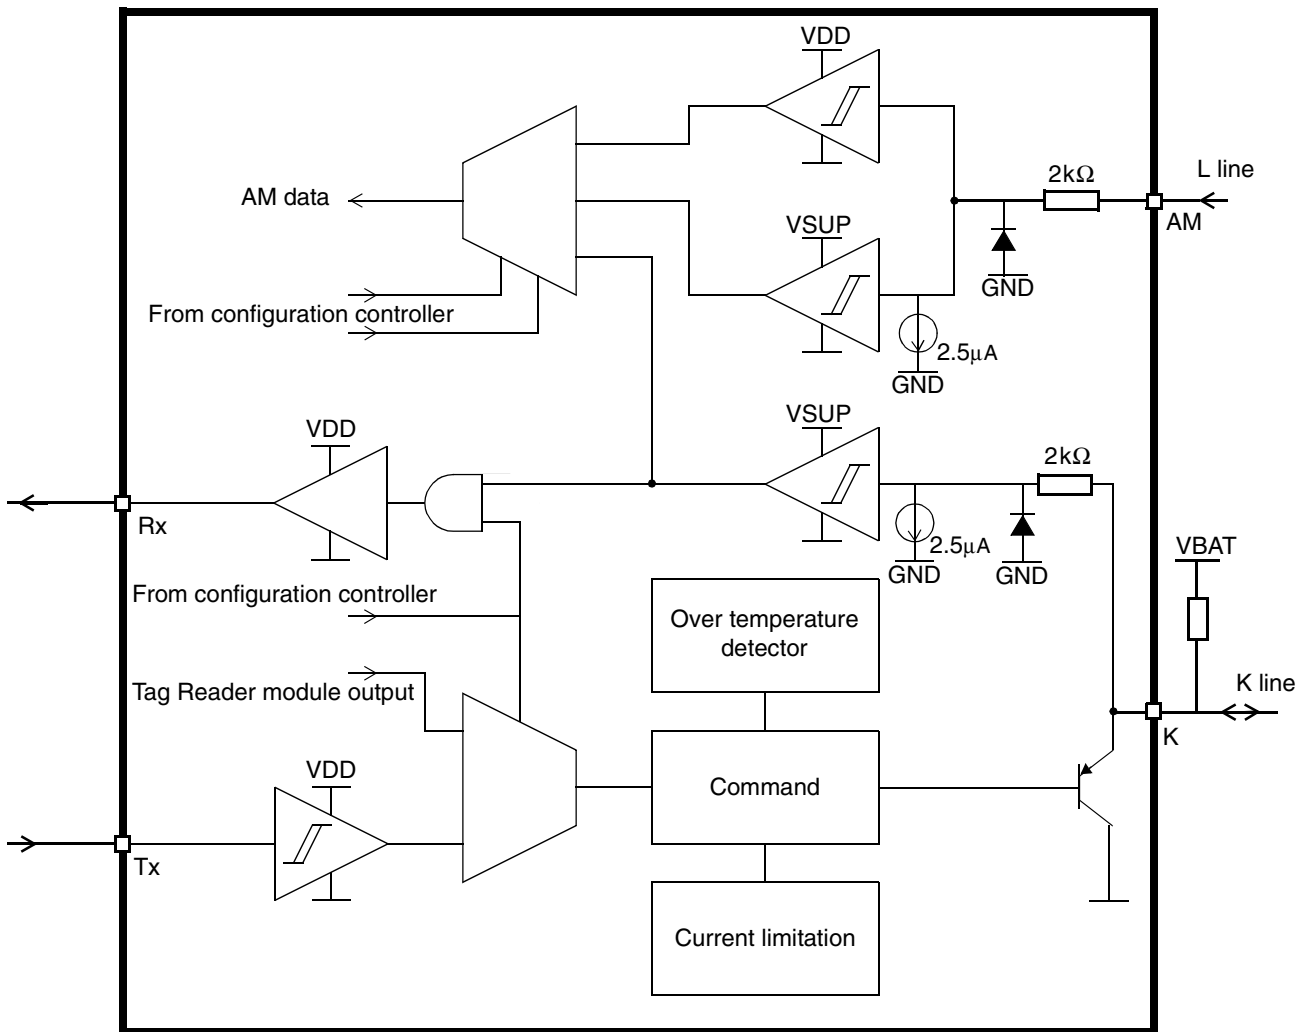 VDD
2kΩ
L line
AM data
AM
VSUP
GND
From configuration controller
2.5µA
GND
VSUP
VDD
2kΩ
Rx
2.5µA
VBAT
GND
GND
From configuration controller
Over temperature
detector
Tag Reader module output
K line
K
VDD
Command
Tx
Current limitation